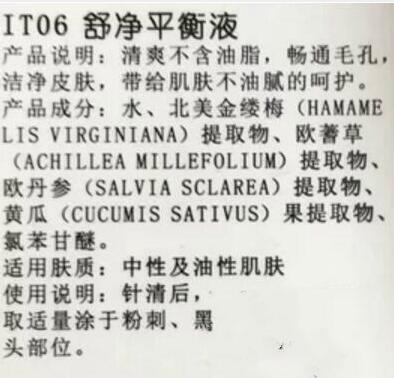 IT06 舒净平衡液
产品说明：清爽不含油脂，畅通毛孔，
洁净皮肤，带给肌肤不油腻的呵护。
产品成分：水、北美金缕梅（HAMAME
LIS VIRGINIANA）提取物、欧蓍草
（ACHILLEA MILLEFOLIUM）提取物、
欧丹参（SALVIA SCLAREA）提取物、
黄瓜（CUCUMIS SATIVUS）果提取物、
氯苯甘醚。
适用肤质：中性及油性肌肤
使用说明：针清后，
取适量涂于粉刺、黑
头部位。